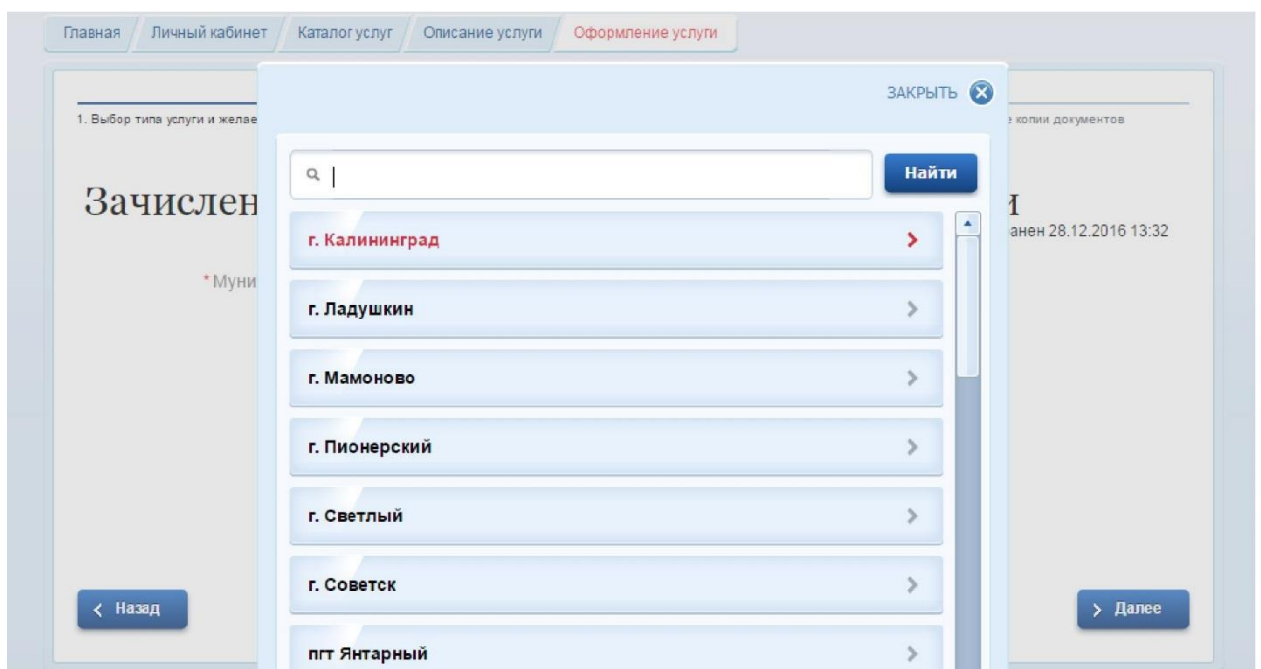 Главная Личный кабинет Каталог услуг Описание услуги Оформление услуги
ЗАКРЫТЬ
1. Выбор типа услуги и желае
е копии документов
Найти
Зачислен
и
г. Калининград
анен 28.12.2016 13:32
*Муни
г. Ладушкин
г. Мамоново
г. Пионерский
г. Светлый
г. Советск
Назад
Далее
пгт Янтарный